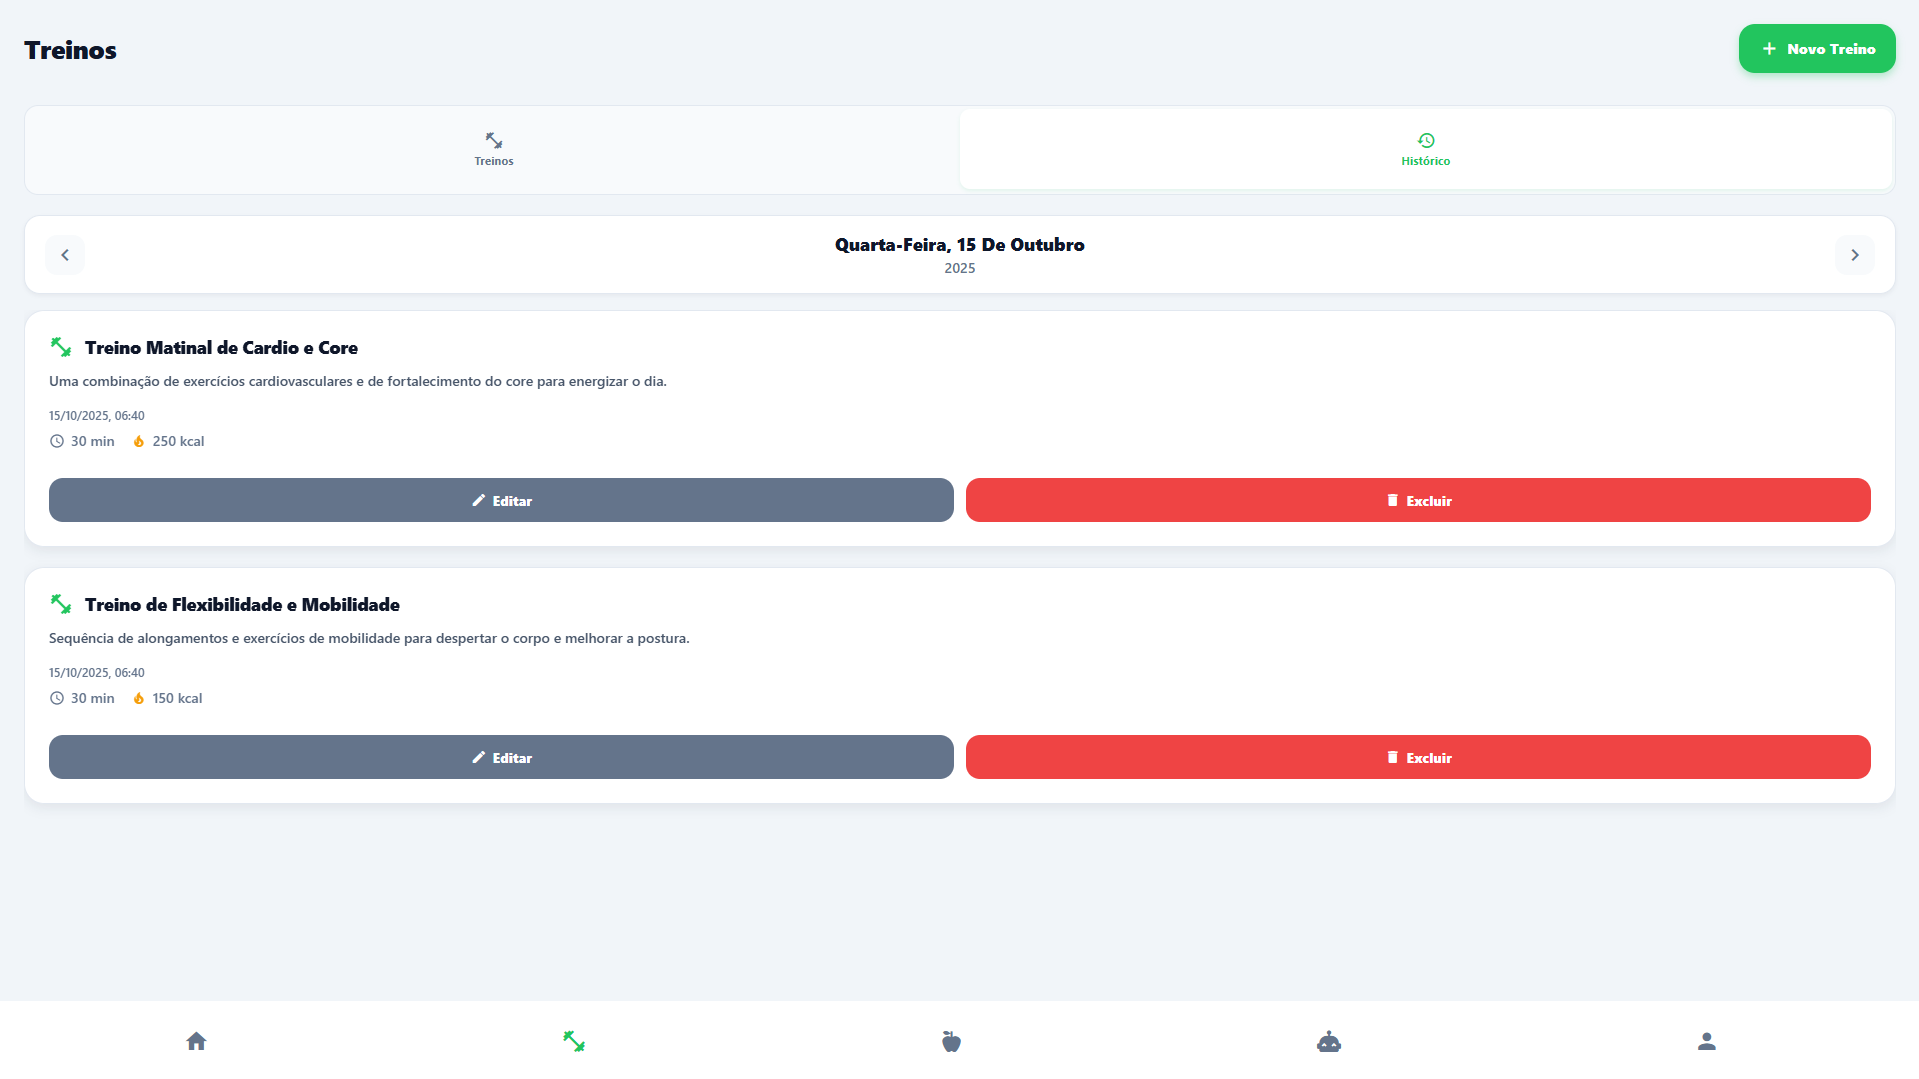 Treinos
Novo Treino
Treinos
Histórico
Quarta-Feira, 15 De Outubro
2025
Treino Matinal de Cardio e Core
Uma combinação de exercícios cardiovasculares e de fortalecimento do core para energizar o dia.
15/10/2025, 06:40
30 min 250 kcal
Editar Excluir
Treino de Flexibilidade e Mobilidade
Sequência de alongamentos e exercícios de mobilidade para despertar o corpo e melhorar a postura.
15/10/2025, 06:40
30 min 150 kcal
Editar Excluir